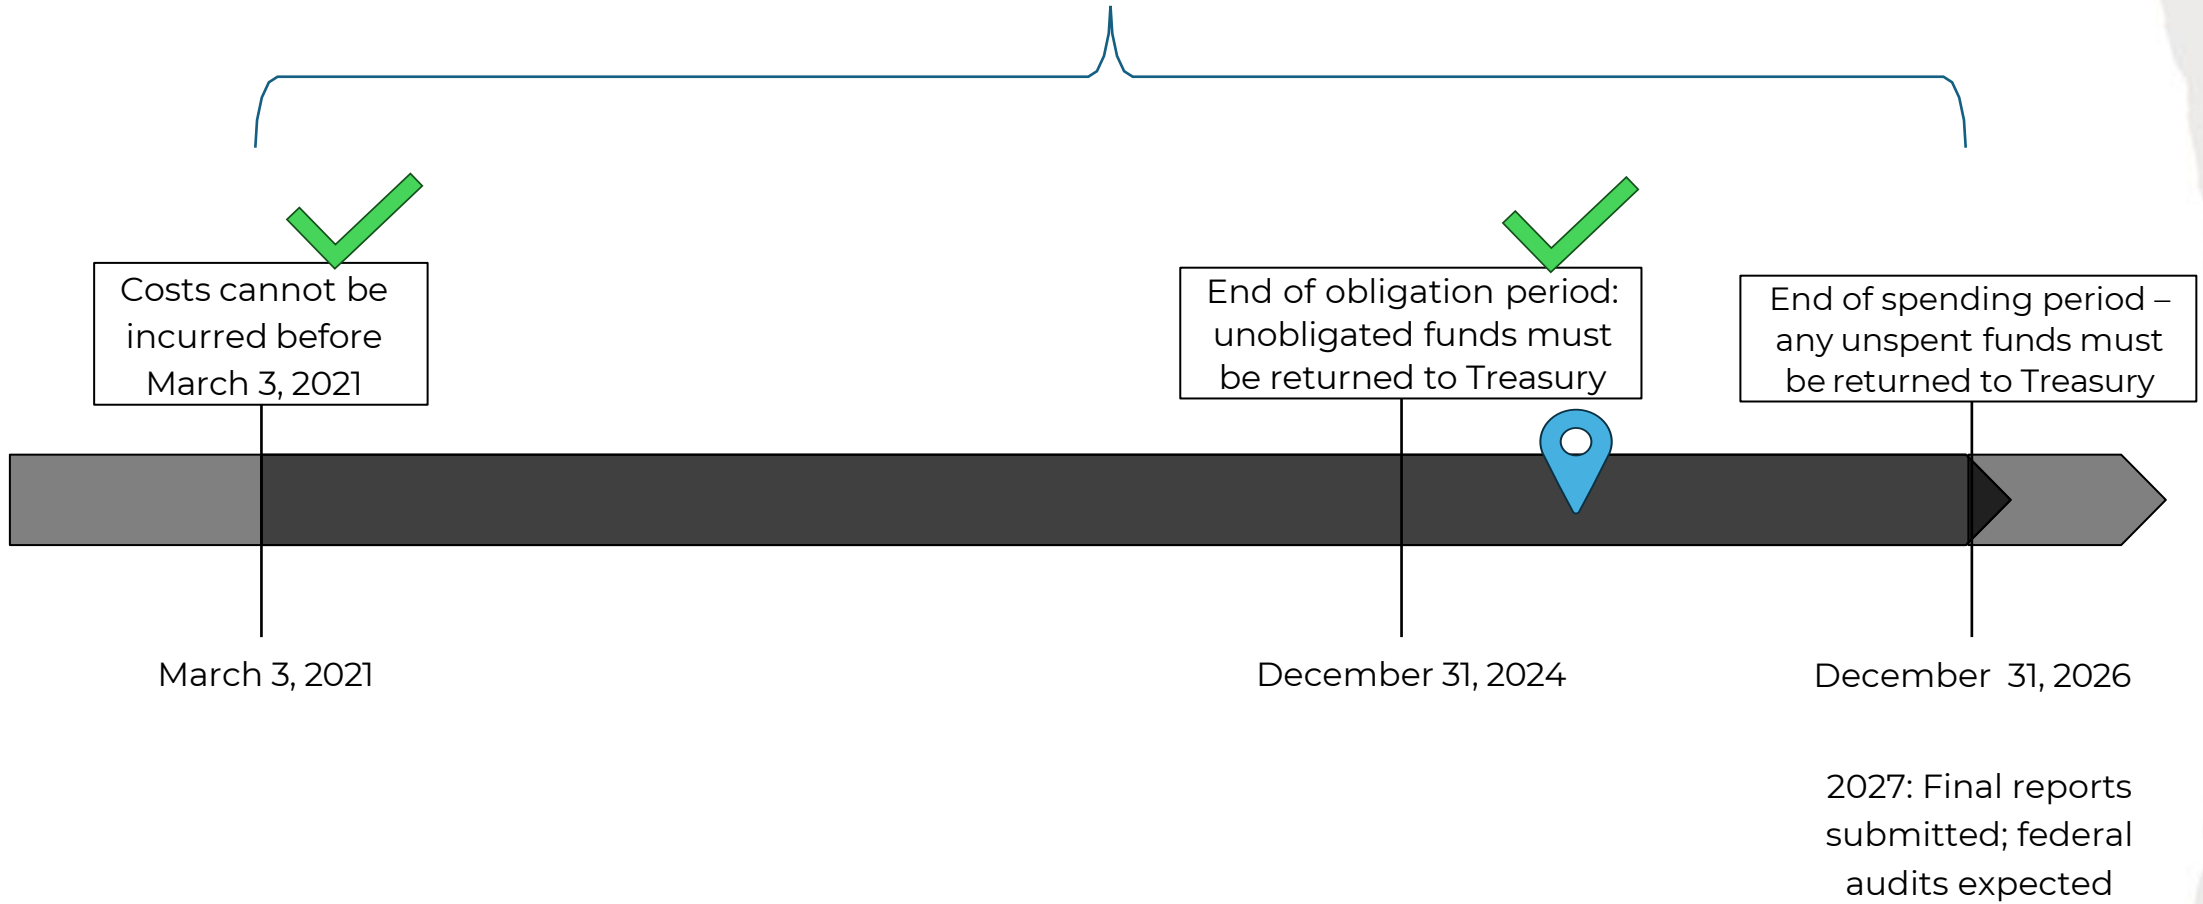 Costs cannot be
incurred before
March 3, 2021
End of obligation period:
unobligated funds must
be returned to Treasury
End of spending period –
any unspent funds must
be returned to Treasury
March 3, 2021
December 31, 2024
December 31, 2026
2027: Final reports
submitted; federal
audits expected